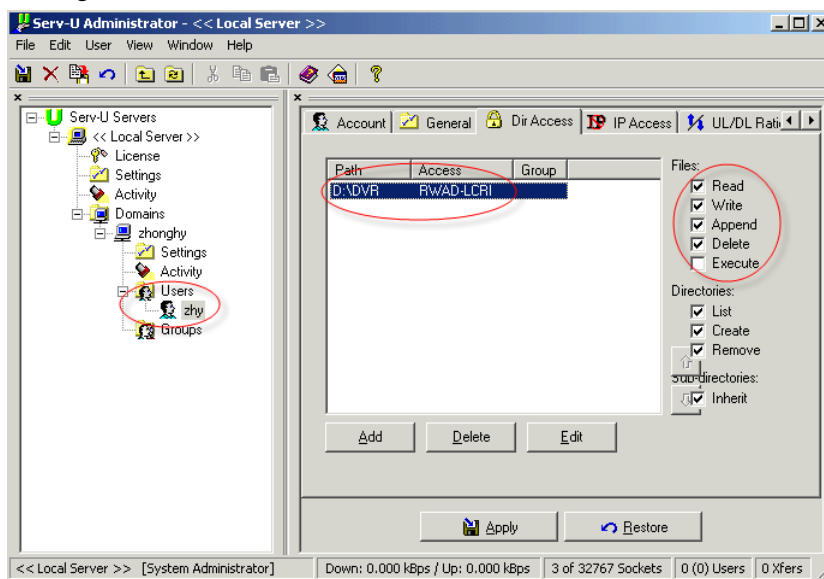 Serv-U Administrator - << Local Server >>
File Edit User View Window Help
Serv-U Servers
<< Local Server >>
License
Settings
Activity
Domains
zhonghy
Settings
Activity
Users
zhy
Groups
Account General Dir Access IP Access UL/DL
Path Access Group
D:\DVR RWAD-LCRI
Files:
Read
Write
Append
Delete
Execute
Directories:
List
Create
Remove
Sub-directories:
Inherit
Add Delete Edit
Apply Restore
<< Local Server >> [System Administrator] Down: 0.000 kBps / Up: 0.000 kBps 3 of 32767 Sockets 0 (0) Users 0 Xfers